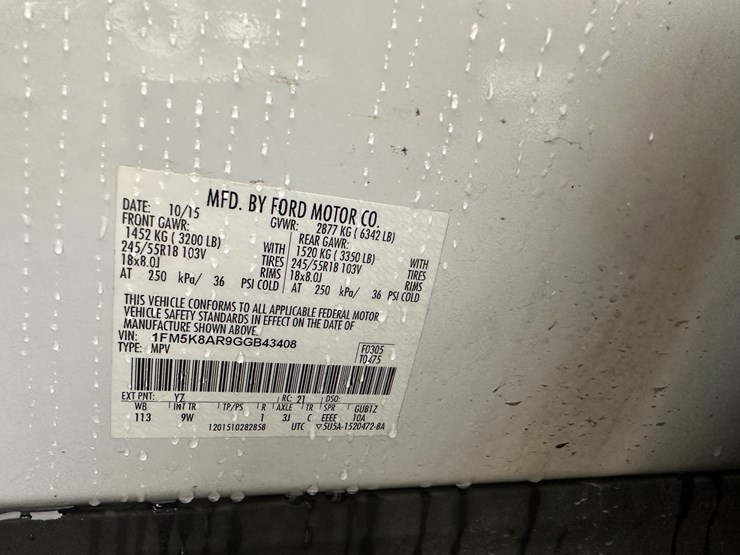 MFD. BY FORD MOTOR CO.
DATE: 10/15 GVWR: 2877 KG ( 6342 LB)
FRONT GAWR: REAR GAWR:
1452 KG ( 3200 LB) WITH 1520 KG ( 3350 LB) WITH
245/55R18 103V TIRES 245/55R18 103V TIRES
18x8.0J RIMS 18x8.0J RIMS
AT 250 kPa/ 36 PSI COLD AT 250 kPa/ 36 PSI COLD
THIS VEHICLE CONFORMS TO ALL APPLICABLE FEDERAL MOTOR
VEHICLE SAFETY STANDARDS IN EFFECT ON THE DATE OF
MANUFACTURE SHOWN ABOVE.
VIN: 1FM5K8AR9GGB43408
TYPE: MPV
F0305
T0475
EXT PNT: YZ RC: 21 DSO:
WB INT TR TP/PS R AXLE TR SPR GUB1Z
113 9W 1 3J C EEEE 10A
1201510282858 UTC ▽5U5A-1520472-BA